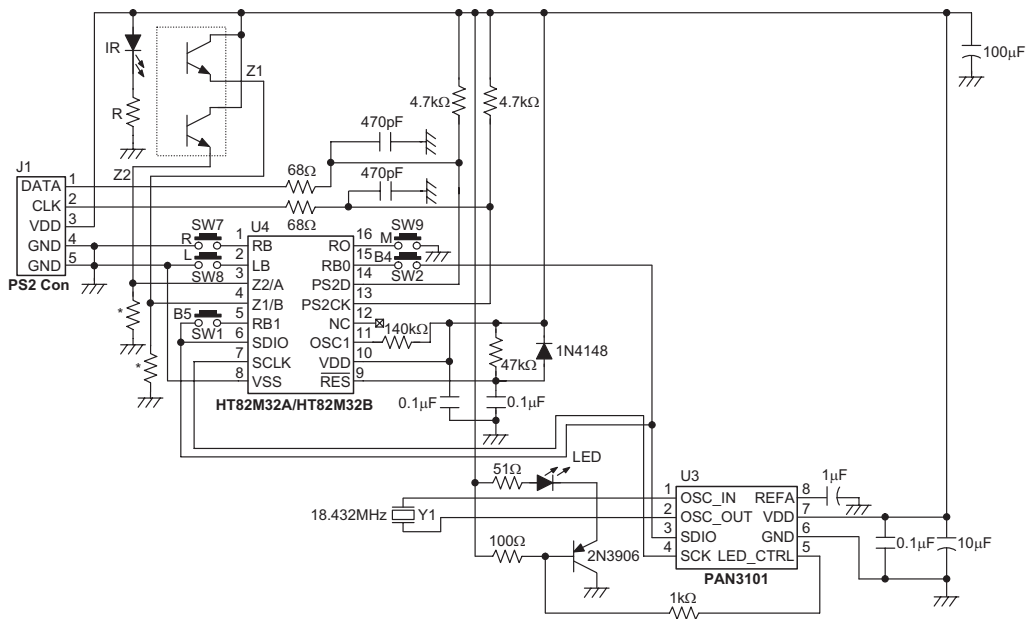 IR
R
Z1
Z2
100μF
4.7kΩ
4.7kΩ
470pF
470pF
68Ω
68Ω
J1
DATA 1
CLK 2
VDD 3
GND 4
GND 5
PS2 Con
SW7
R
L
SW8
B5
SW1
*
*
U4
1 RB
2 LB
3 Z2/A
4 Z1/B
5 RB1
6 SDIO
7 SCLK
8 VSS
RO 16
RB0 15
PS2D 14
PS2CK 13
NC 12
OSC1 11
VDD 10
RES 9
HT82M32A/HT82M32B
SW9
M
B4
SW2
140kΩ
47kΩ
1N4148
0.1μF
0.1μF
LED
51Ω
18.432MHz
Y1
100Ω
2N3906
1kΩ
U3
1 OSC_IN
2 OSC_OUT
3 SDIO
4 SCK
REFA 8
VDD 7
GND 6
LED_CTRL 5
PAN3101
1μF
0.1μF
10μF